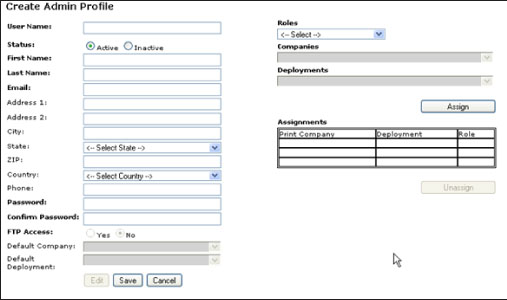 Create Admin Profile
User Name:
Status: Active Inactive
First Name:
Last Name:
Email:
Address 1:
Address 2:
City:
State: <-- Select State -->
ZIP:
Country: <-- Select Country -->
Phone:
Password:
Confirm Password:
FTP Access: Yes No
Default Company:
Default
Deployment:
Edit Save Cancel
Roles
<-- Select -->
Companies
Deployments
Assign
Assignments
Print Company Deployment Role
Unassign